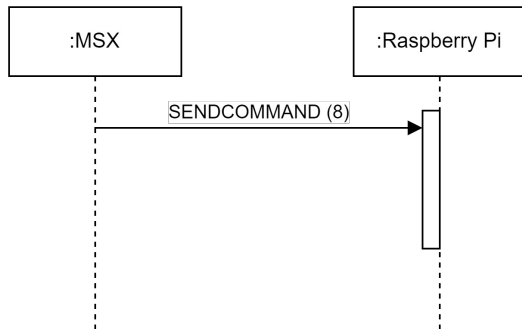 :MSX
:Raspberry Pi
SENDCOMMAND (8)